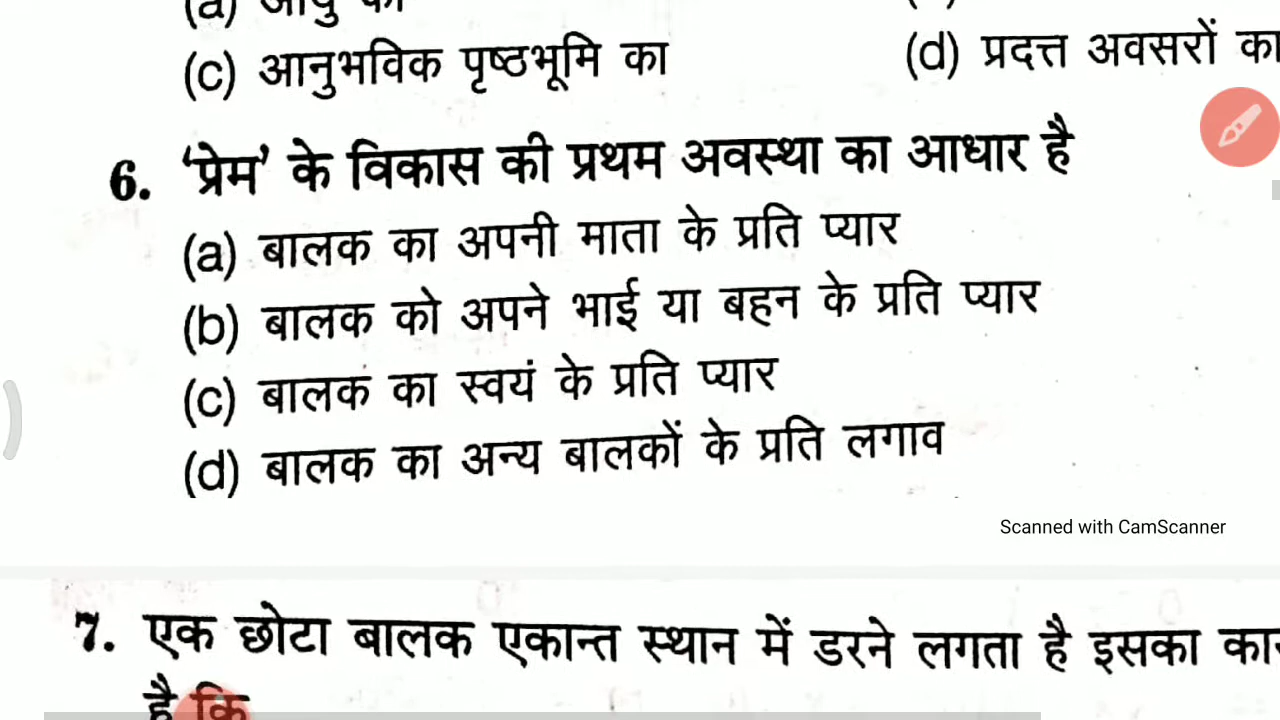 (a) आयु का
(c) आनुभविक पृष्ठभूमि का (d) प्रदत्त अवसरों का
6. ‘प्रेम’ के विकास की प्रथम अवस्था का आधार है
(a) बालक का अपनी माता के प्रति प्यार
(b) बालक को अपने भाई या बहन के प्रति प्यार
(c) बालक का स्वयं के प्रति प्यार
(d) बालक का अन्य बालकों के प्रति लगाव
Scanned with CamScanner
7. एक छोटा बालक एकान्त स्थान में डरने लगता है इसका
है कि